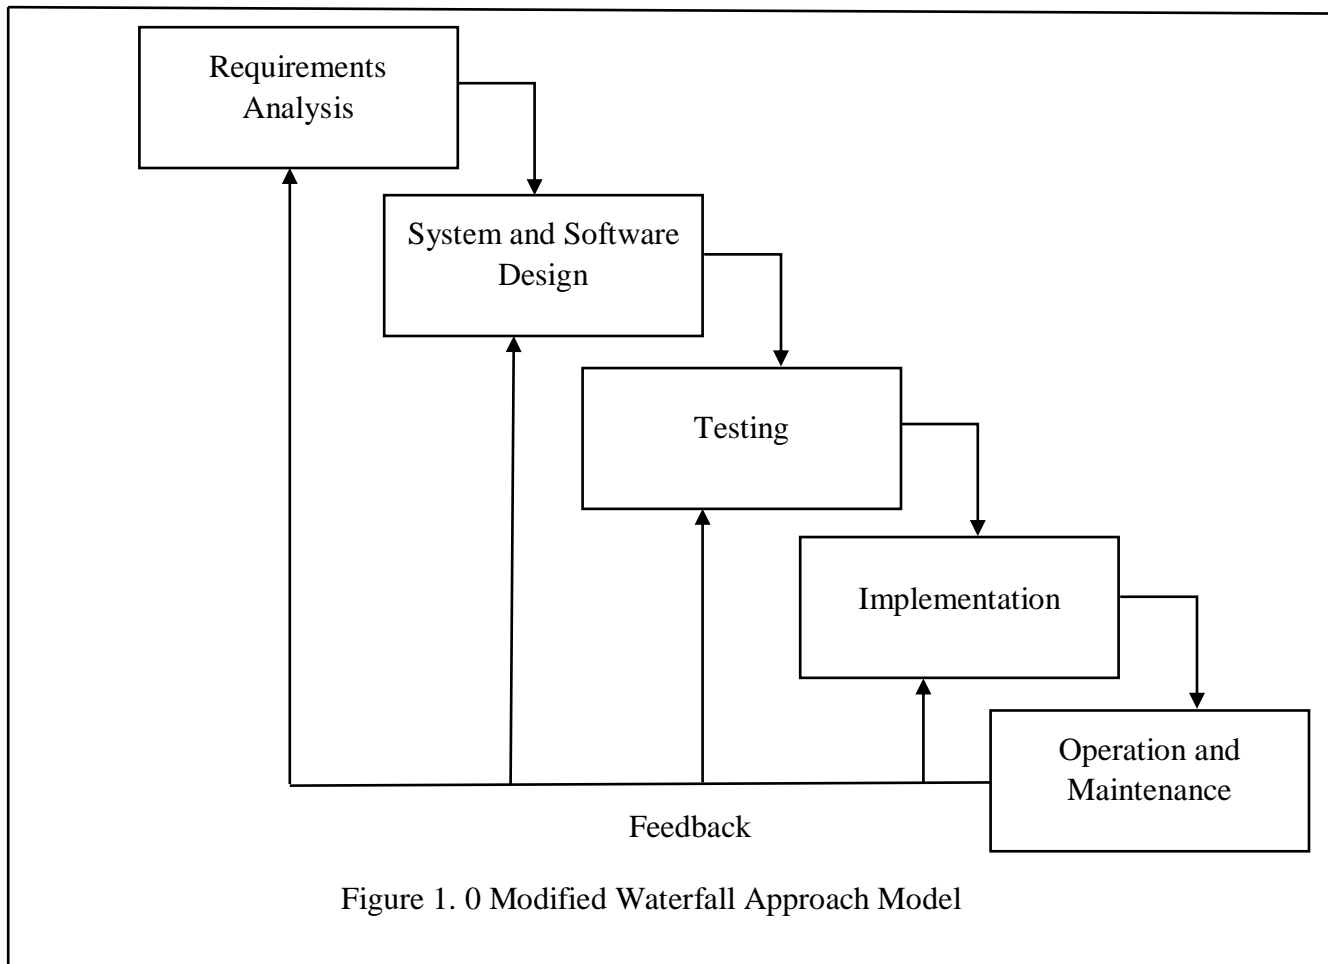 Requirements
Analysis
System and Software
Design
Testing
Implementation
Operation and
Maintenance
Feedback
Figure 1. 0 Modified Waterfall Approach Model